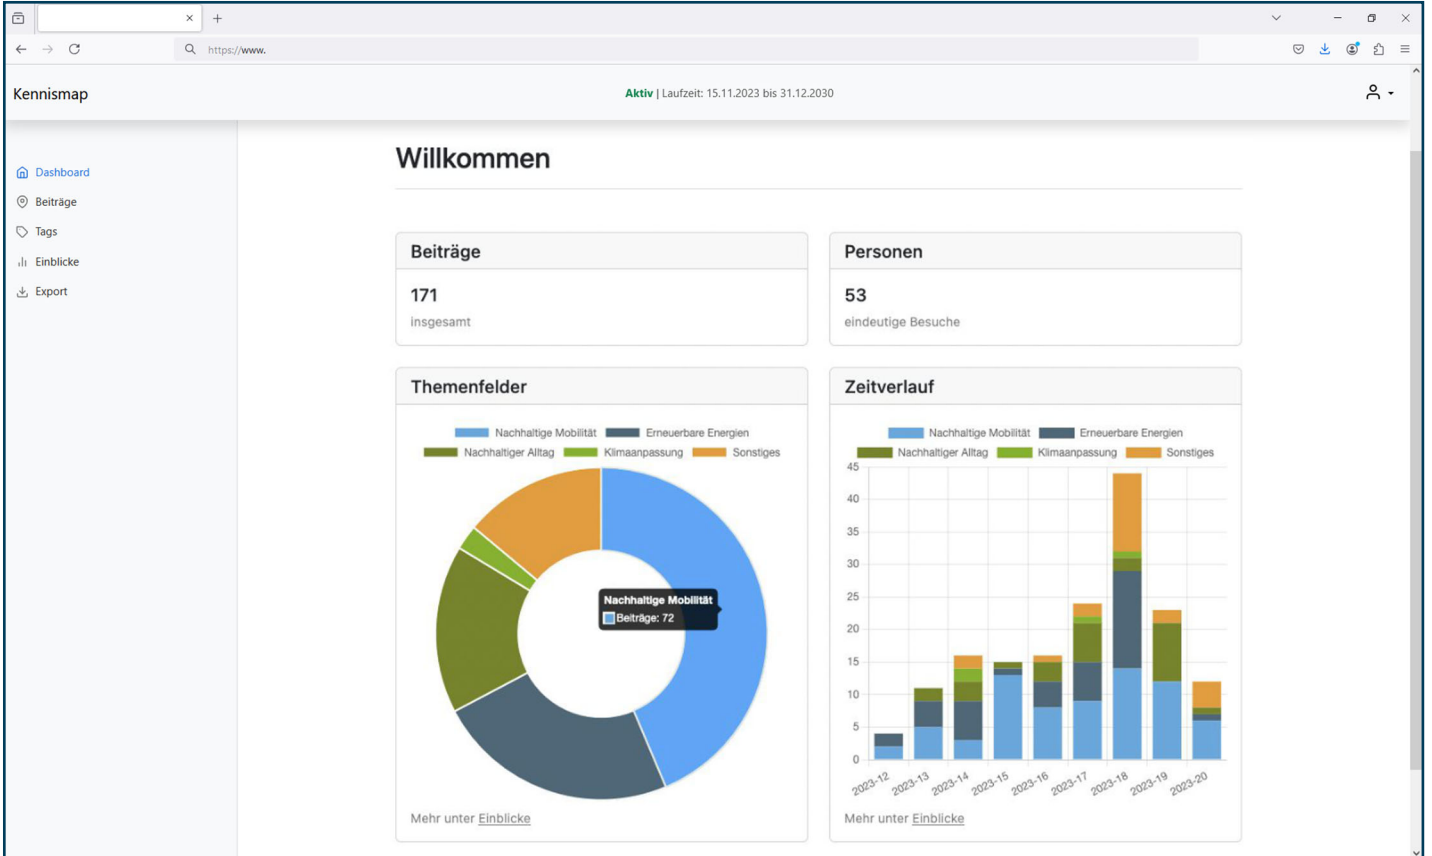 https://www.
Kennismap
Aktiv | Laufzeit: 15.11.2023 bis 31.12.2030
Dashboard
Beiträge
Tags
Einblicke
Export
Willkommen
Beiträge
171
insgesamt
Personen
53
eindeutige Besuche
Themenfelder
Nachhaltige Mobilität Erneuerbare Energien
Nachhaltiger Alltag Klimaanpassung Sonstiges
Nachhaltige Mobilität
Beiträge: 72
Mehr unter Einblicke
Zeitverlauf
Nachhaltige Mobilität Erneuerbare Energien
Nachhaltiger Alltag Klimaanpassung Sonstiges
45
40
35
30
25
20
15
10
5
0
2023-12 2023-13 2023-14 2023-15 2023-16 2023-17 2023-18 2023-19 2023-20
Mehr unter Einblicke